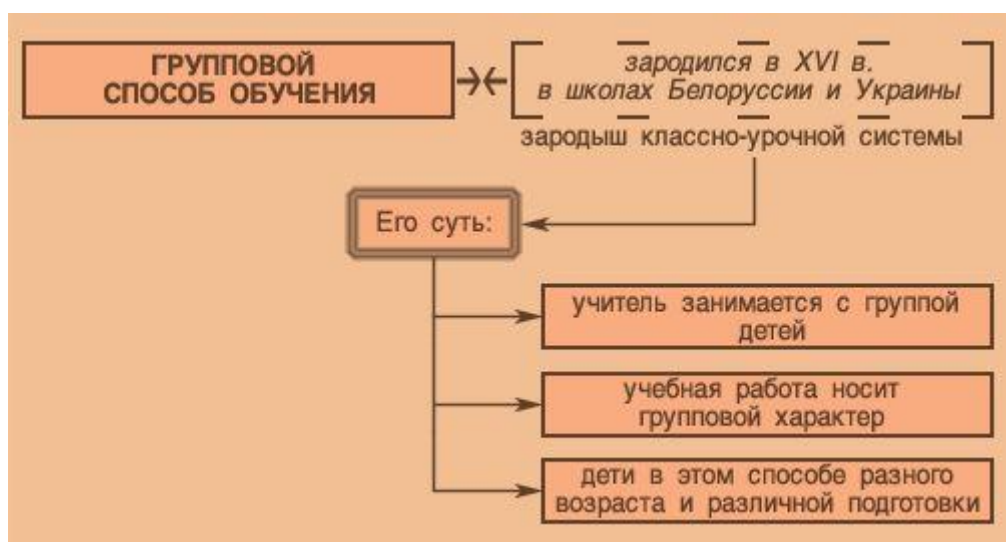 ГРУППОВОЙ
СПОСОБ ОБУЧЕНИЯ
зародился в XVI в.
в школах Белоруссии и Украины
зародыш классно-урочной системы
Его суть:
учитель занимается с группой
детей
учебная работа носит
групповой характер
дети в этом способе разного
возраста и различной подготовки